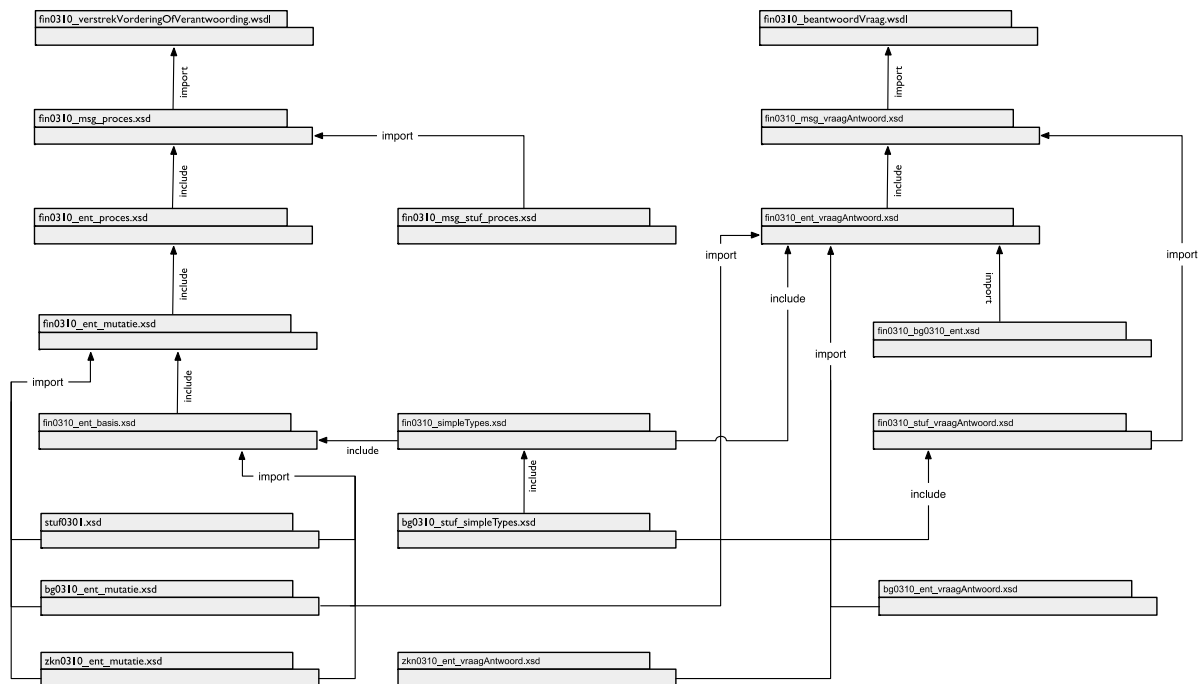 fin0310_verstrekVorderingOfVerantwoording.wsdl
fin0310_beantwoordVraag.wsdl
import
import
fin0310_msg_proces.xsd
fin0310_msg_vraagAntwoord.xsd
import
include
include
fin0310_ent_proces.xsd
fin0310_msg_stuf_proces.xsd
fin0310_ent_vraagAntwoord.xsd
import
import
include
import
include
fin0310_ent_mutatie.xsd
fin0310_bg0310_ent.xsd
import
import
include
fin0310_ent_basis.xsd
fin0310_simpleTypes.xsd
fin0310_stuf_vraagAntwoord.xsd
include
import
include
include
stuf0301.xsd
bg0310_stuf_simpleTypes.xsd
bg0310_ent_mutatie.xsd
bg0310_ent_vraagAntwoord.xsd
zkn0310_ent_mutatie.xsd
zkn0310_ent_vraagAntwoord.xsd